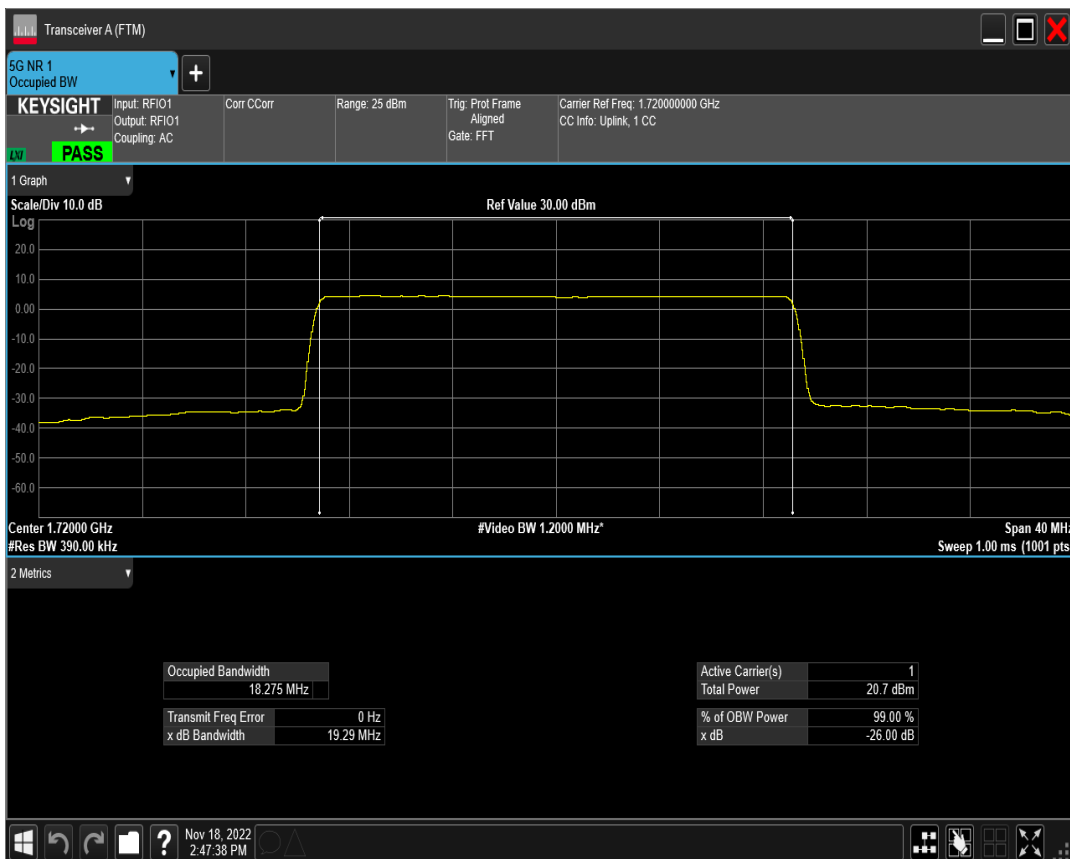 Transceiver A (FTM)
5G NR 1
Occupied BW
+
KEYSIGHT
LXI
PASS
Input: RFIO1
Output: RFIO1
Coupling: AC
Corr CCorr
Range: 25 dBm
Trig: Prot Frame
Aligned
Gate: FFT
Carrier Ref Freq: 1.720000000 GHz
CC Info: Uplink, 1 CC
1 Graph
Scale/Div 10.0 dB
Ref Value 30.00 dBm
Log
20.0
10.0
0.00
-10.0
-20.0
-30.0
-40.0
-50.0
-60.0
Center 1.72000 GHz
#Video BW 1.2000 MHz*
Span 40 MHz
#Res BW 390.00 kHz
Sweep 1.00 ms (1001 pts
2 Metrics
Occupied Bandwidth
18.275 MHz
Transmit Freq Error 0 Hz
x dB Bandwidth 19.29 MHz
Active Carrier(s) 1
Total Power 20.7 dBm
% of OBW Power 99.00 %
x dB -26.00 dB
?
Nov 18, 2022
2:47:38 PM